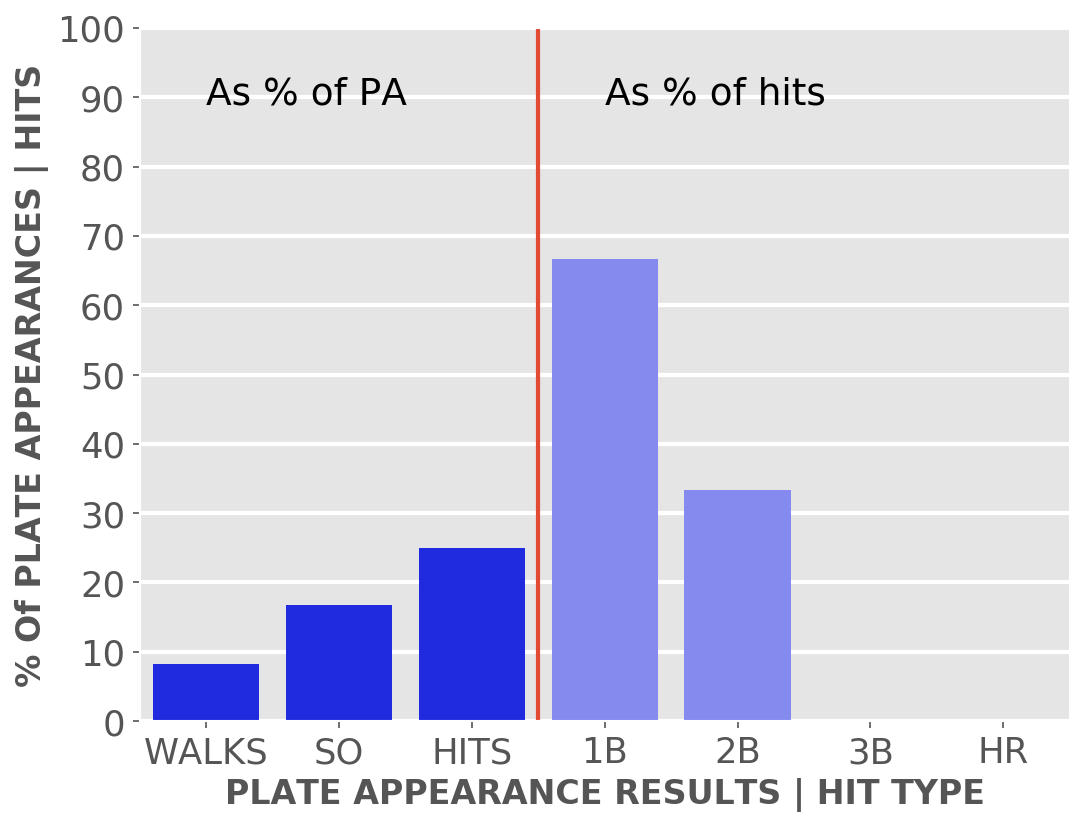 % Of PLATE APPEARANCES | HITS
100
90
80
70
60
50
40
30
20
10
0
As % of PA
As % of hits
WALKS SO HITS 1B 2B 3B HR
PLATE APPEARANCE RESULTS | HIT TYPE